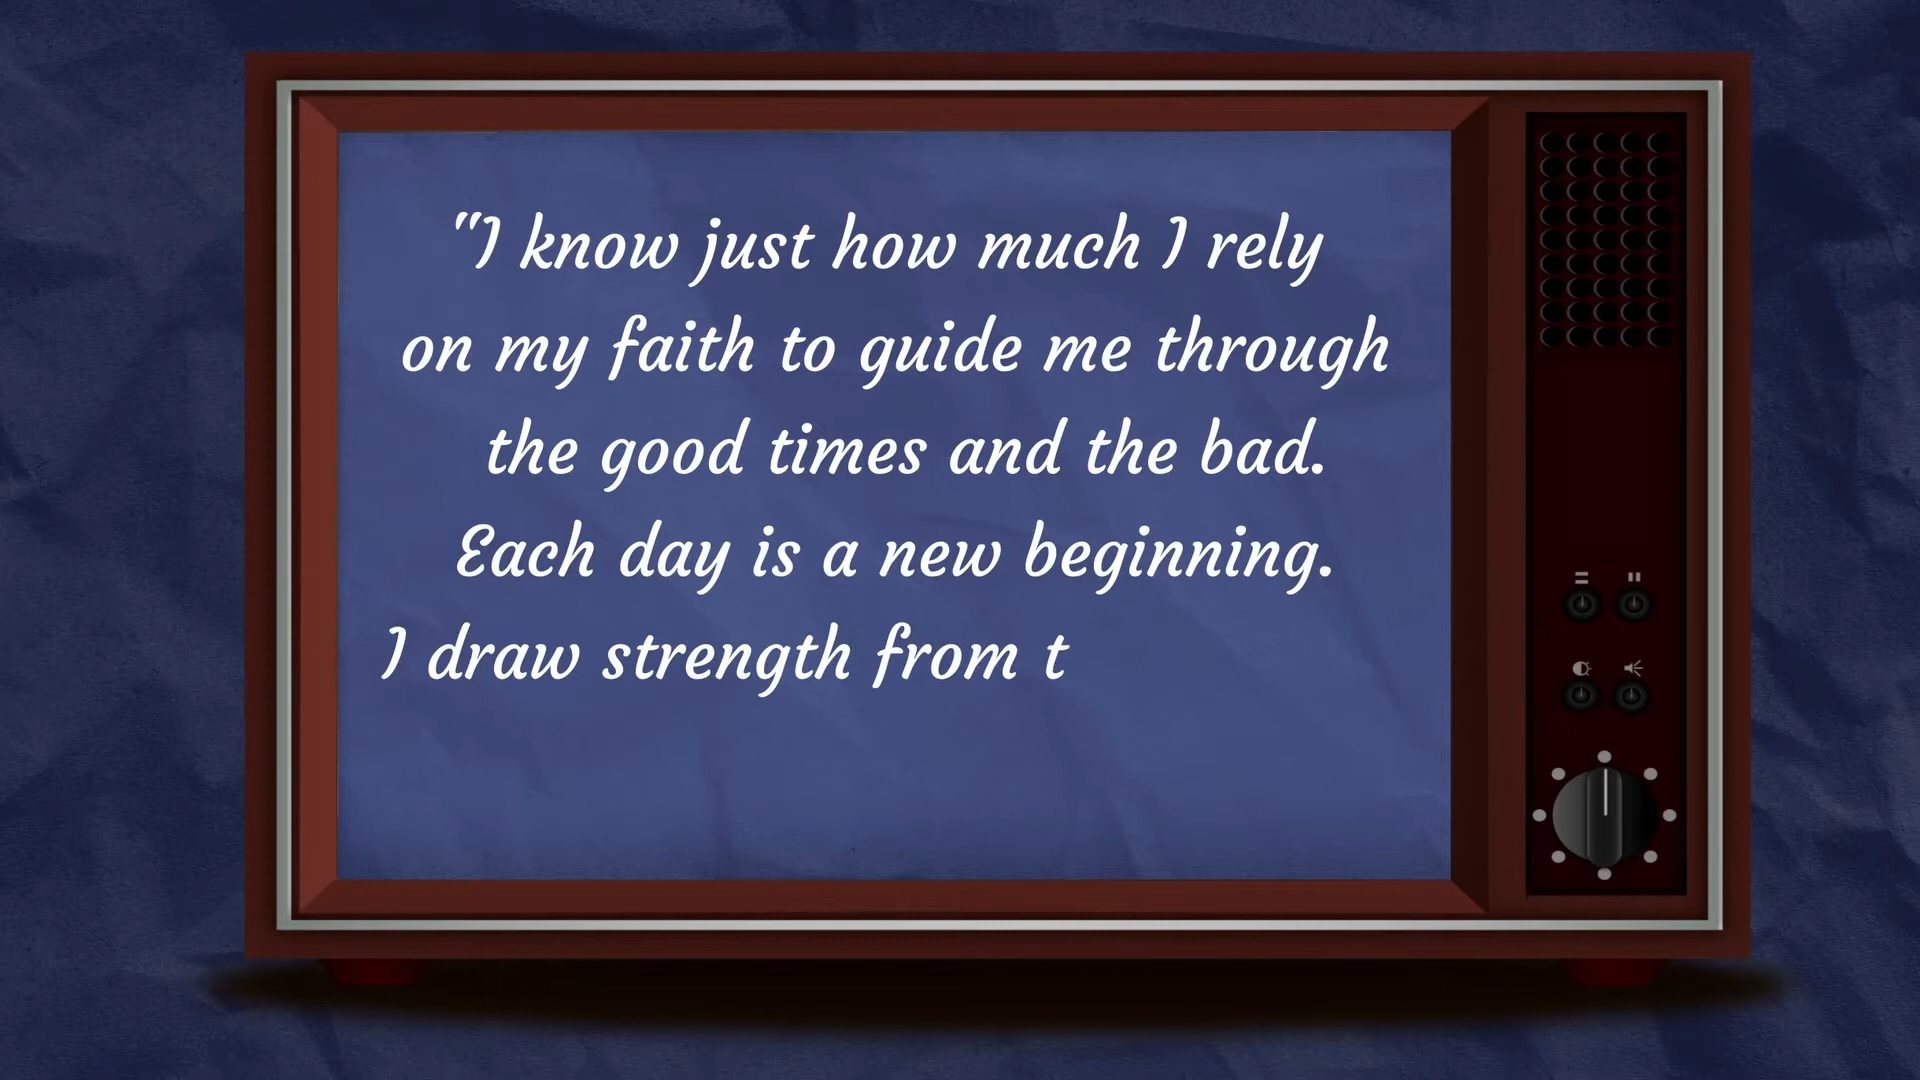 "I know just how much I rely
on my faith to guide me through
the good times and the bad.
Each day is a new beginning.
I draw strength from t